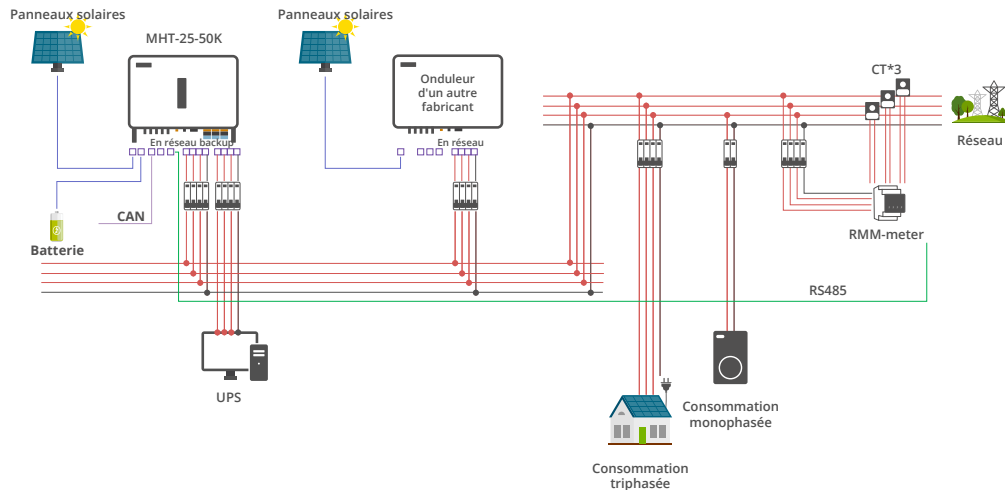 Panneaux solaires
MHT-25-50K
En réseau backup
CAN
Batterie
UPS
Panneaux solaires
Onduleur
d'un autre
fabricant
En réseau
CT*3
Réseau
RMM-meter
RS485
Consommation
monophasée
Consommation
triphasée